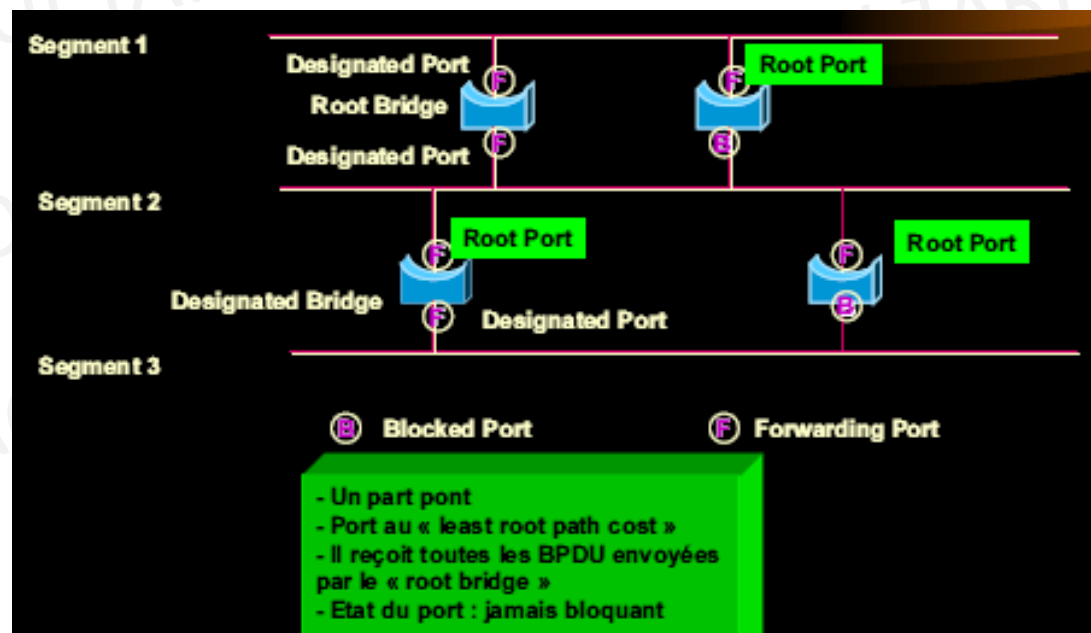 Segment 1
Designated Port
F
F
Root Port
Root Bridge
Designated Port
F
B
Segment 2
Root Port
F
F
Root Port
Designated Bridge
F
Designated Port
B
Segment 3
B Blocked Port
F Forwarding Port
- Un part pont
- Port au « least root path cost »
- Il reçoit toutes les BPDU envoyées
par le « root bridge »
- Etat du port : jamais bloquant